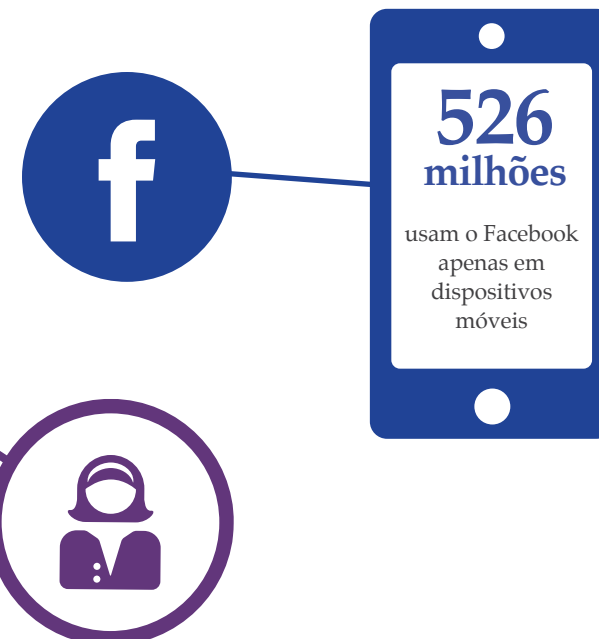 f
526
milhões
usam o Facebook
apenas em
dispositivos
móveis